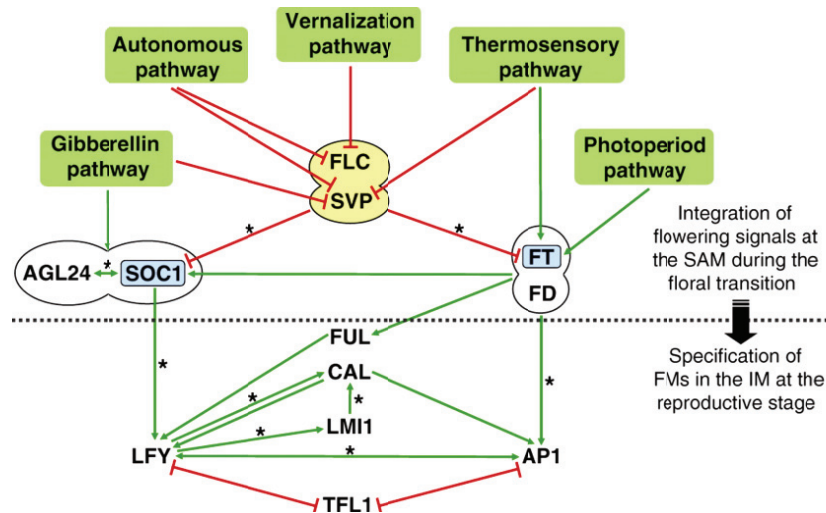 Autonomous
pathway
Vernalization
pathway
Thermosensory
pathway
Gibberellin
pathway
FLC
SVP
Photoperiod
pathway
*
*
AGL24
*
SOC1
FT
FD
Integration of
flowering signals at
the SAM during the
floral transition
FUL
*
CAL
*
*
*
LMI1
*
Specification of
FMs in the IM at the
reproductive stage
LFY
*
AP1
TFL1